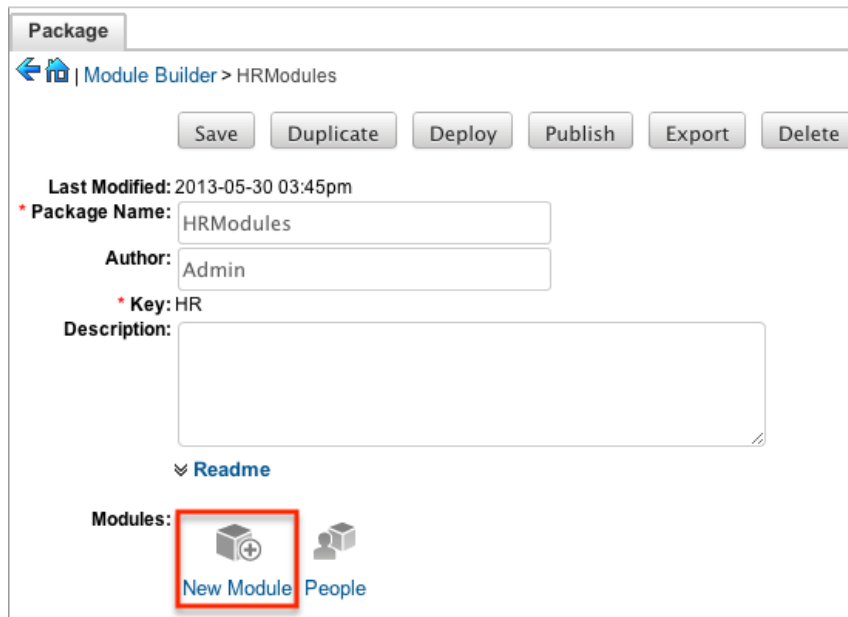 Package
| Module Builder > HRModules
Save Duplicate Deploy Publish Export Delete
Last Modified: 2013-05-30 03:45pm
* Package Name: HRModules
Author: Admin
* Key: HR
Description:
Readme
Modules:
New Module People